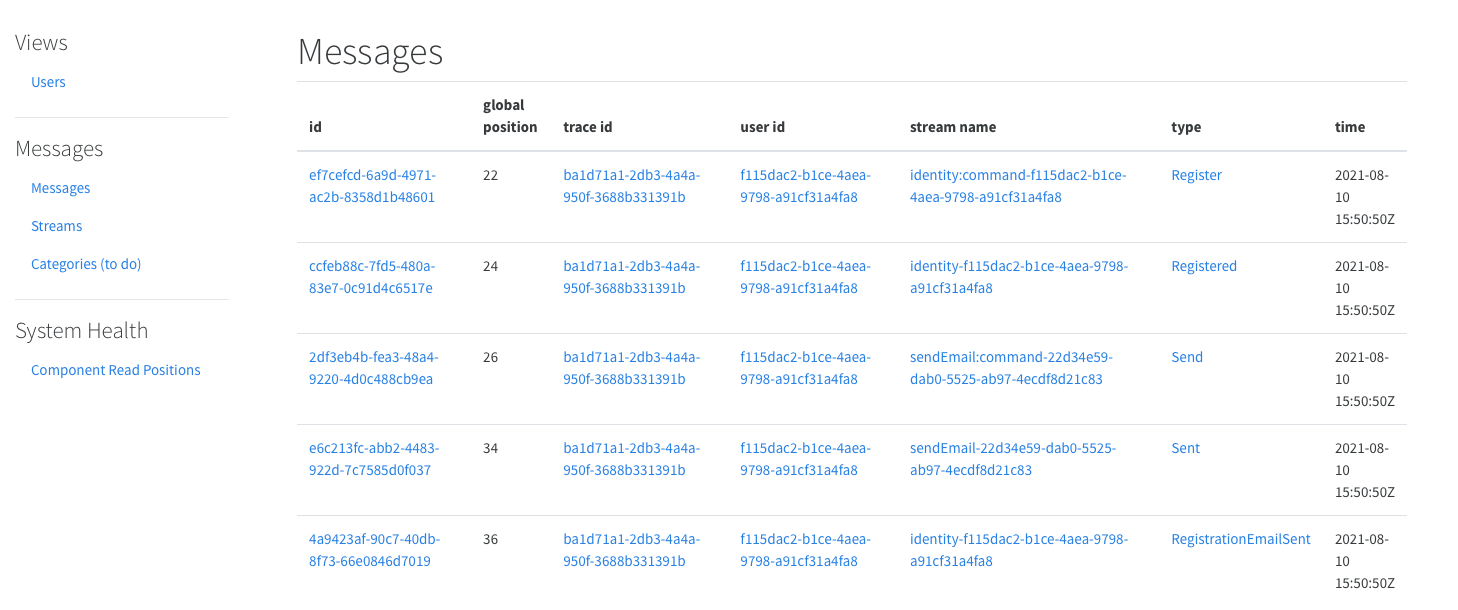 Views
Users
Messages
Messages
Streams
Categories (to do)
System Health
Component Read Positions
Messages
id global position trace id user id stream name type time
ef7cefcd-6a9d-4971- 22 ba1d71a1-2db3-4a4a- f115dac2-b1ce-4aea- identity:command-f115dac2-b1ce- Register 2021-08-
ac2b-8358d1b48601 950f-3688b331391b 9798-a91cf31a4fa8 4aea-9798-a91cf31a4fa8 10
15:50:50Z
ccfeb88c-7fd5-480a- 24 ba1d71a1-2db3-4a4a- f115dac2-b1ce-4aea- identity-f115dac2-b1ce-4aea-9798- Registered 2021-08-
83e7-0c91d4c6517e 950f-3688b331391b 9798-a91cf31a4fa8 a91cf31a4fa8 10
15:50:50Z
2df3eb4b-fea3-48a4- 26 ba1d71a1-2db3-4a4a- f115dac2-b1ce-4aea- sendEmail:command-22d34e59- Send 2021-08-
9220-4d0c488cb9ea 950f-3688b331391b 9798-a91cf31a4fa8 dab0-5525-ab97-4ecdf8d21c83 10
15:50:50Z
e6c213fc-abb2-4483- 34 ba1d71a1-2db3-4a4a- f115dac2-b1ce-4aea- sendEmail-22d34e59-dab0-5525- Sent 2021-08-
922d-7c7585d0f037 950f-3688b331391b 9798-a91cf31a4fa8 ab97-4ecdf8d21c83 10
15:50:50Z
4a9423af-90c7-40db- 36 ba1d71a1-2db3-4a4a- f115dac2-b1ce-4aea- identity-f115dac2-b1ce-4aea-9798- RegistrationEmailSent 2021-08-
8f73-66e0846d7019 950f-3688b331391b 9798-a91cf31a4fa8 a91cf31a4fa8 10
15:50:50Z